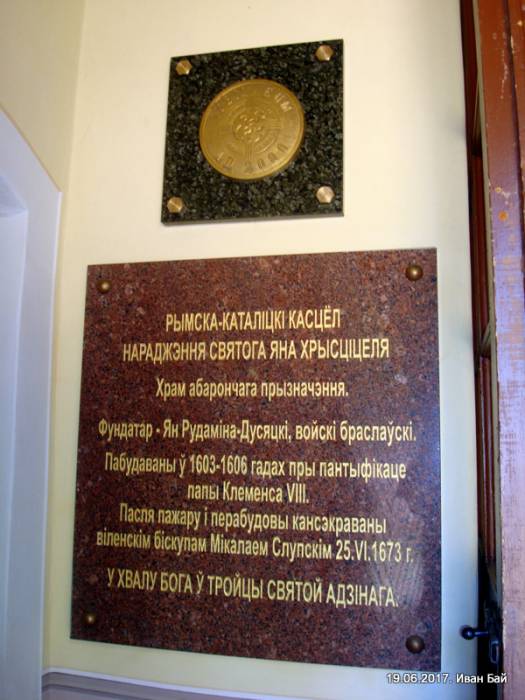 РЫМСКА-КАТАЛІЦКІ КАСЦЁЛ
НАРАДЖЭННЯ СВЯТОГА ЯНА ХРЫСЦІЦЕЛЯ
Храм абарончага прызначэння.
Фундатар - Ян Рудаміна-Дусяцкі, войскі браслаўскі.
Пабудаваны ў 1603-1606 гадах пры пантыфікаце
папы Клеменса VIII.
Пасля пажару і перабудовы кансэкраваны
віленскім біскупам Мікалаем Слупскім 25.VI.1673 г.
У ХВАЛУ БОГА Ў ТРОЙЦЫ СВЯТОЙ АДЗІНАГА.
19.06.2017. Иван Бай